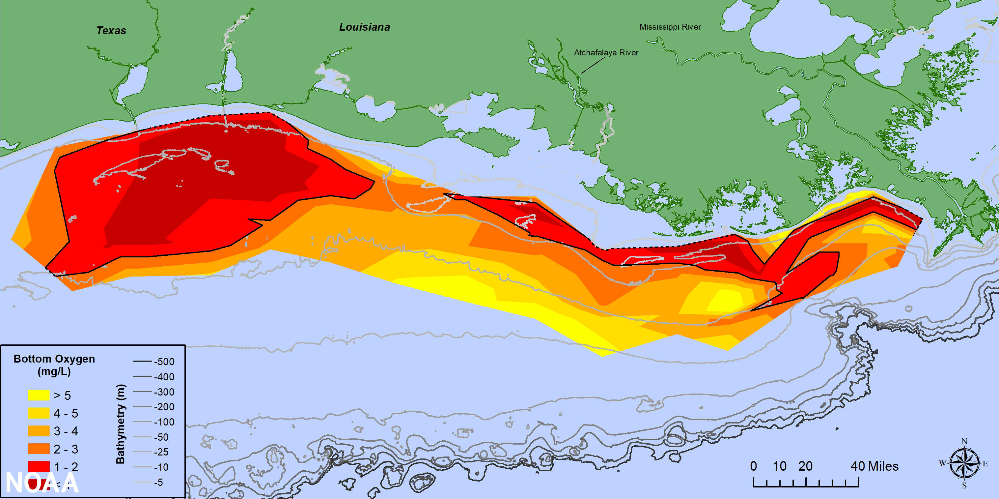 Texas
Louisiana
Mississippi River
Atchafalaya River
Bottom Oxygen
(mg/L)
> 5
4 - 5
3 - 4
2 - 3
1 - 2
Bathymetry (m)
-500
-400
-300
-200
-100
-50
-25
-10
-5
NOAA
0 10 20 40 Miles
N
W E
S